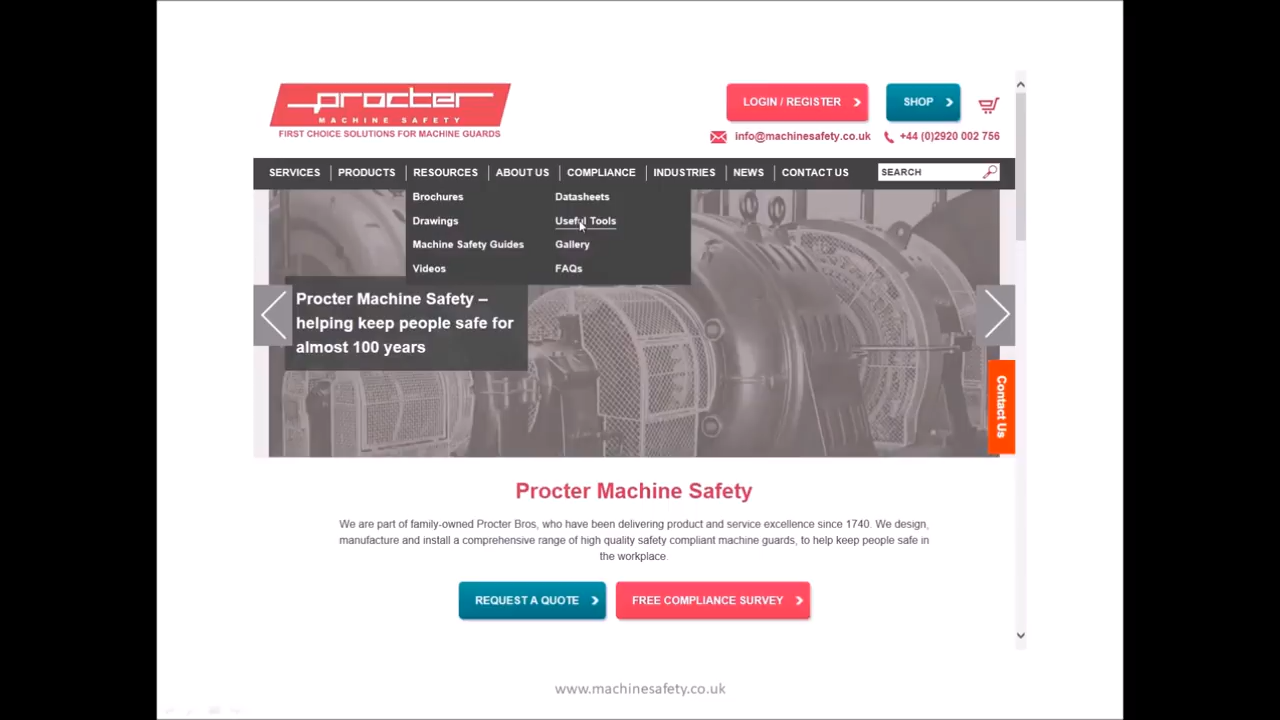 procter
MACHINE SAFETY
FIRST CHOICE SOLUTIONS FOR MACHINE GUARDS
LOGIN / REGISTER
SHOP
info@machinesafety.co.uk
+44 (0)2920 002 756
SERVICES
PRODUCTS
RESOURCES
ABOUT US
COMPLIANCE
INDUSTRIES
NEWS
CONTACT US
SEARCH
Brochures
Datasheets
Drawings
Useful Tools
Machine Safety Guides
Gallery
Videos
FAQs
Procter Machine Safety –
helping keep people safe for
almost 100 years
Contact Us
Procter Machine Safety
We are part of family-owned Procter Bros, who have been delivering product and service excellence since 1740. We design,
manufacture and install a comprehensive range of high quality safety compliant machine guards, to help keep people safe in
the workplace.
REQUEST A QUOTE
FREE COMPLIANCE SURVEY
www.machinesafety.co.uk